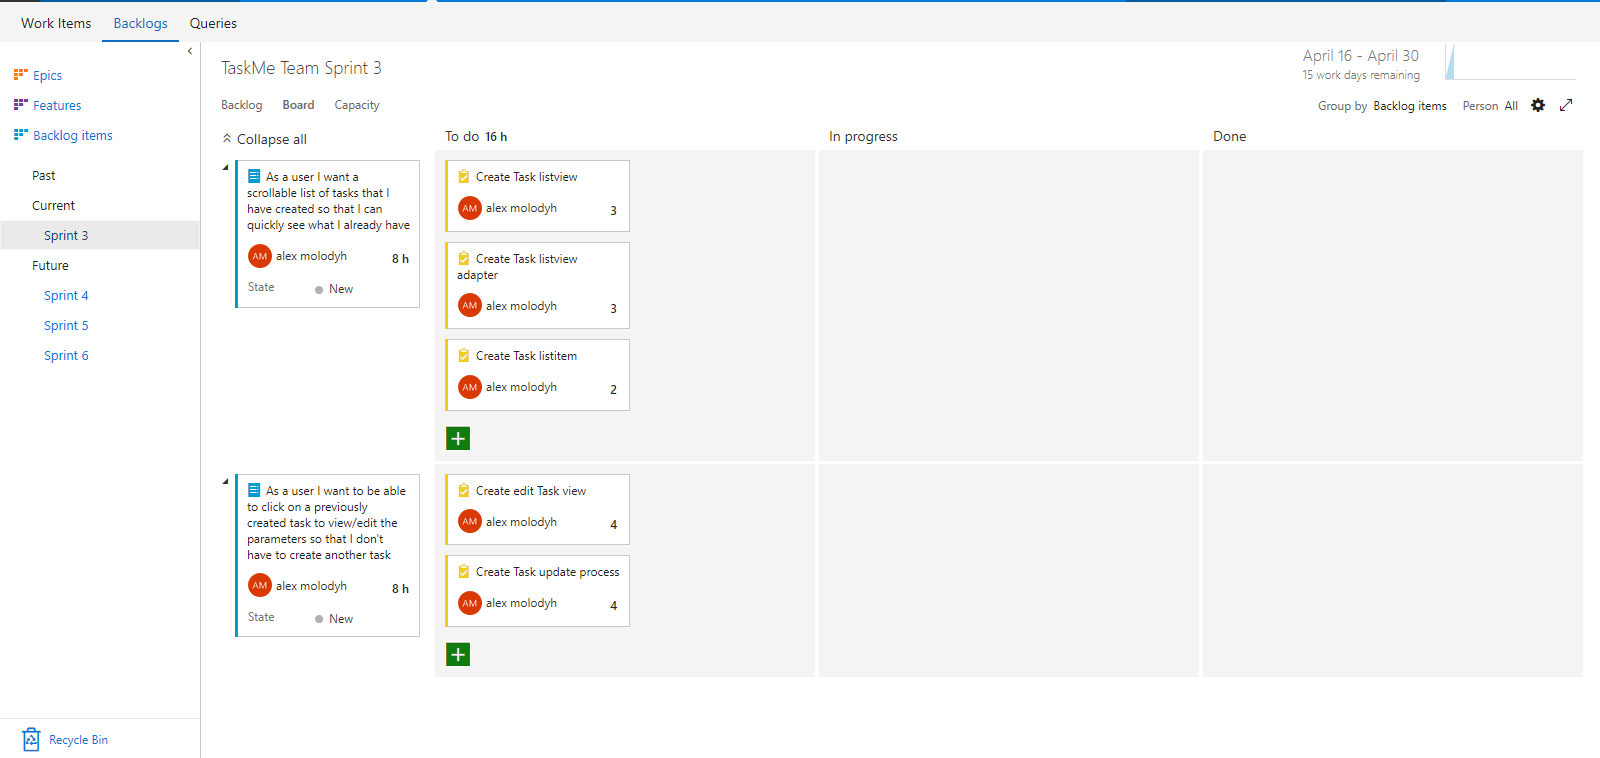 Work Items Backlogs Queries
Epics
Features
Backlog items
Past
Current
Sprint 3
Future
Sprint 4
Sprint 5
Sprint 6
Recycle Bin
TaskMe Team Sprint 3
April 16 - April 30
15 work days remaining
Backlog Board Capacity
Group by Backlog items Person All
Collapse all
To do 16 h
In progress
Done
As a user I want a
scrollable list of tasks that I
have created so that I can
quickly see what I already have
AM alex molodyh 8 h
State New
Create Task listview
AM alex molodyh 3
Create Task listview
adapter
AM alex molodyh 3
Create Task listitem
AM alex molodyh 2
As a user I want to be able
to click on a previously
created task to view/edit the
parameters so that I don't
have to create another task
AM alex molodyh 8 h
State New
Create edit Task view
AM alex molodyh 4
Create Task update process
AM alex molodyh 4